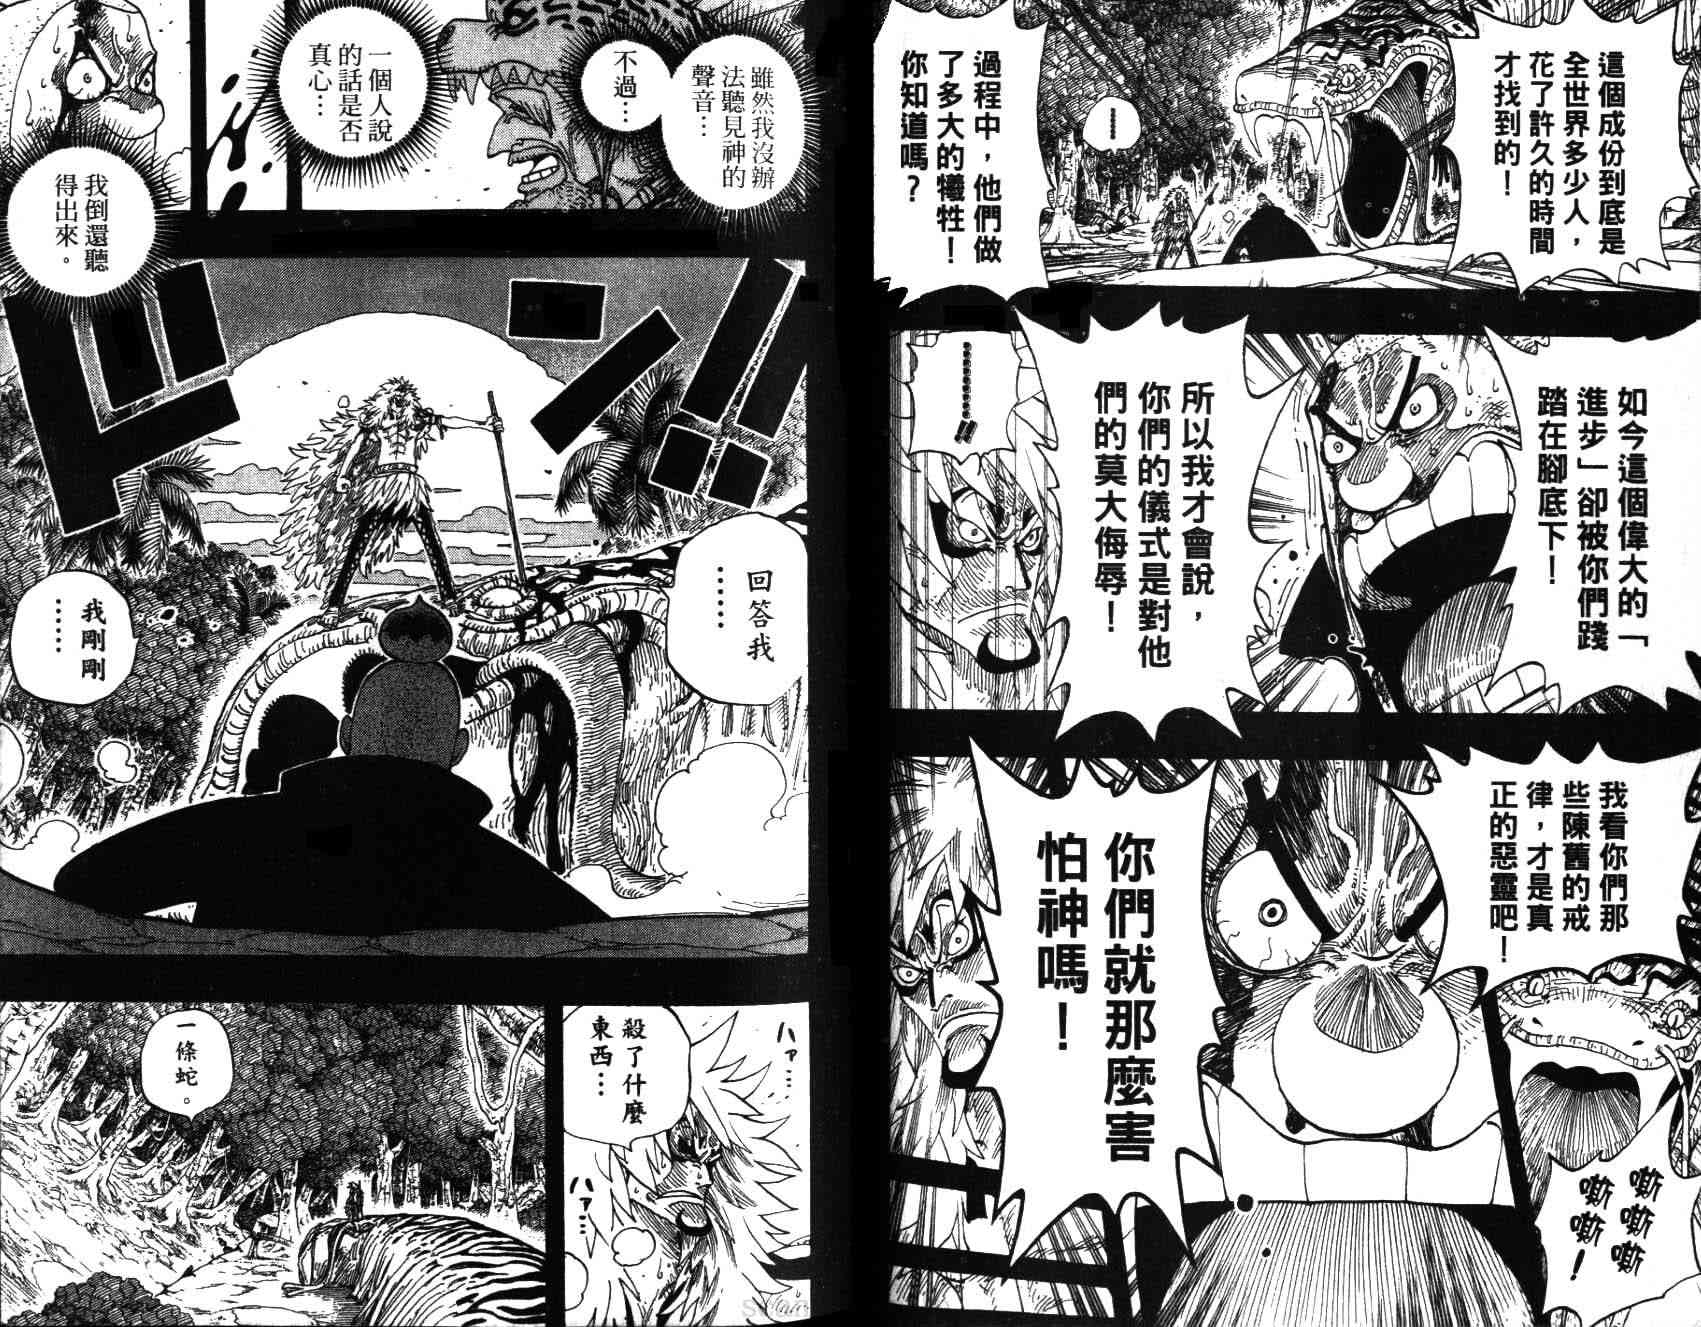 這個成份到底是
全世界多少人，
花了許久的時間
才找到的！
………
過程中，他們做
了多大的犧牲！
你知道嗎？
如今這個偉大的「
進步」卻被你們踐
踏在腳底下！
所以我才會說，
你們的儀式是對他
們的莫大侮辱！
…………!!
我看你們那
些陳舊的戒
律，才是真
正的惡靈吧！
嘶嘶嘶
嘶嘶！
你們就那麼害
怕神嗎！
雖然我沒辦
法聽見神的
聲音…
不過…
一個人說
的話是否
真心…
我倒還聽
得出來。
ドン!!
回答我
……
我剛剛
……
殺了什麼
東西…
ハァ…
ハァ…
一條蛇。